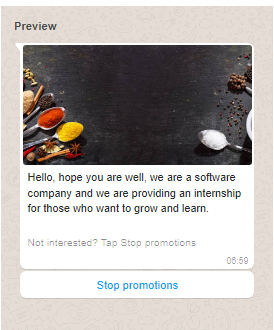 Preview
Hello, hope you are well, we are a software
company and we are providing an internship
for those who want to grow and learn.
Not interested? Tap Stop promotions
06:59
Stop promotions